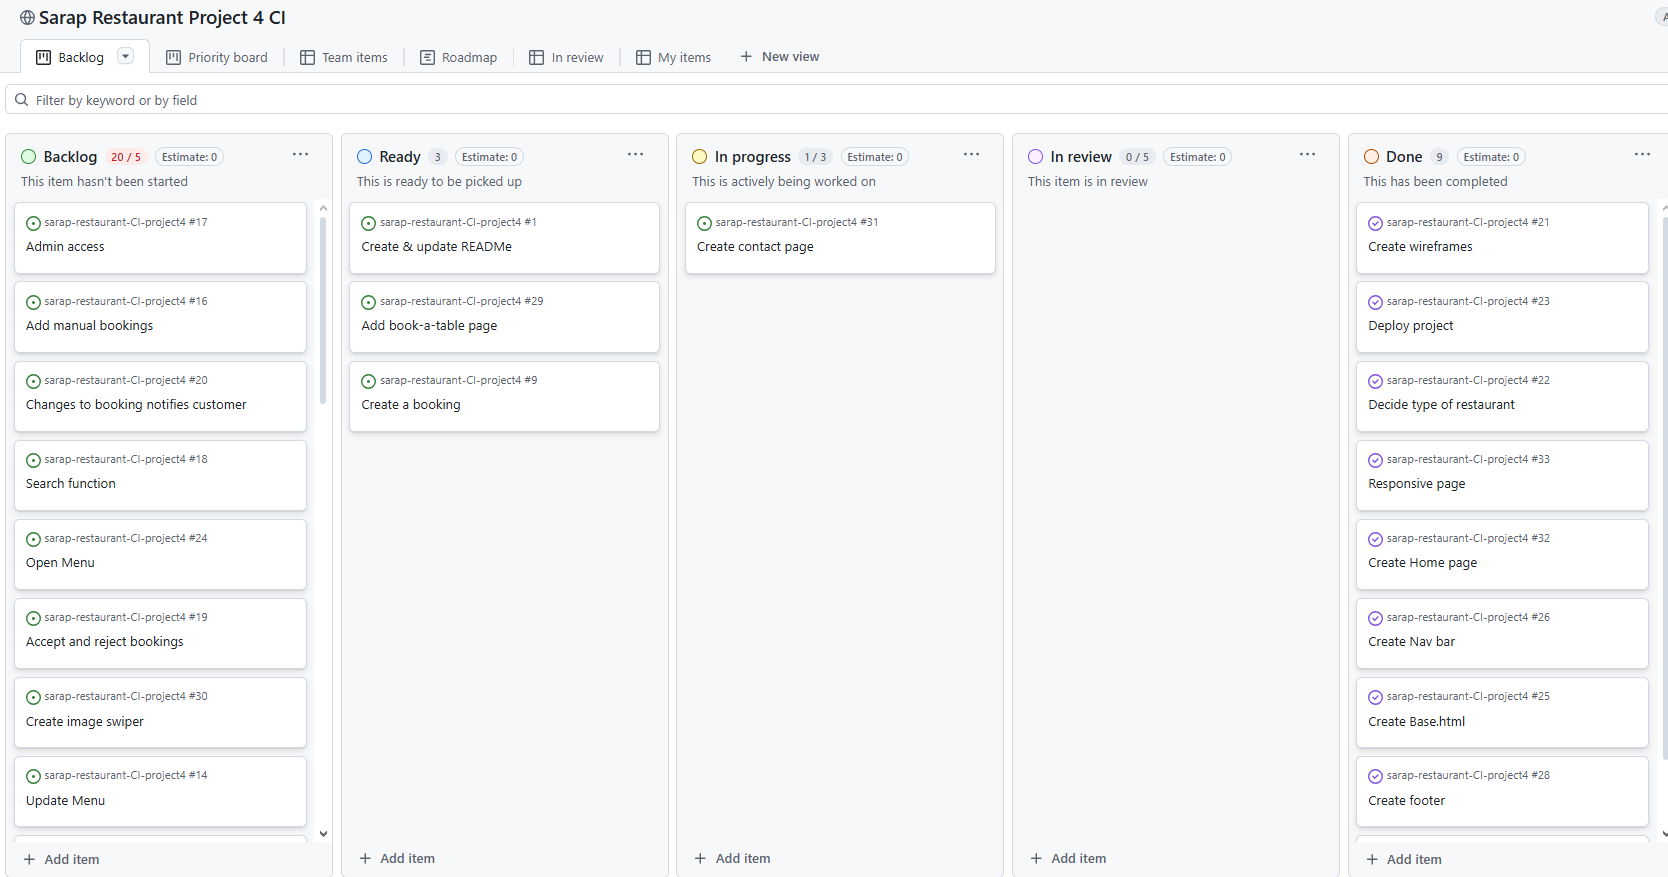 Sarap Restaurant Project 4 CI
Backlog
Priority board
Team items
Roadmap
In review
My items
New view
Filter by keyword or by field
Backlog 20 / 5 Estimate: 0
This item hasn't been started
sarap-restaurant-CI-project4 #17
Admin access
sarap-restaurant-CI-project4 #16
Add manual bookings
sarap-restaurant-CI-project4 #20
Changes to booking notifies customer
sarap-restaurant-CI-project4 #18
Search function
sarap-restaurant-CI-project4 #24
Open Menu
sarap-restaurant-CI-project4 #19
Accept and reject bookings
sarap-restaurant-CI-project4 #30
Create image swiper
sarap-restaurant-CI-project4 #14
Update Menu
Add item
Ready 3 Estimate: 0
This is ready to be picked up
sarap-restaurant-CI-project4 #1
Create & update READMe
sarap-restaurant-CI-project4 #29
Add book-a-table page
sarap-restaurant-CI-project4 #9
Create a booking
Add item
In progress 1 / 3 Estimate: 0
This is actively being worked on
sarap-restaurant-CI-project4 #31
Create contact page
Add item
In review 0 / 5 Estimate: 0
This item is in review
Add item
Done 9 Estimate: 0
This has been completed
sarap-restaurant-CI-project4 #21
Create wireframes
sarap-restaurant-CI-project4 #23
Deploy project
sarap-restaurant-CI-project4 #22
Decide type of restaurant
sarap-restaurant-CI-project4 #33
Responsive page
sarap-restaurant-CI-project4 #32
Create Home page
sarap-restaurant-CI-project4 #26
Create Nav bar
sarap-restaurant-CI-project4 #25
Create Base.html
sarap-restaurant-CI-project4 #28
Create footer
Add item